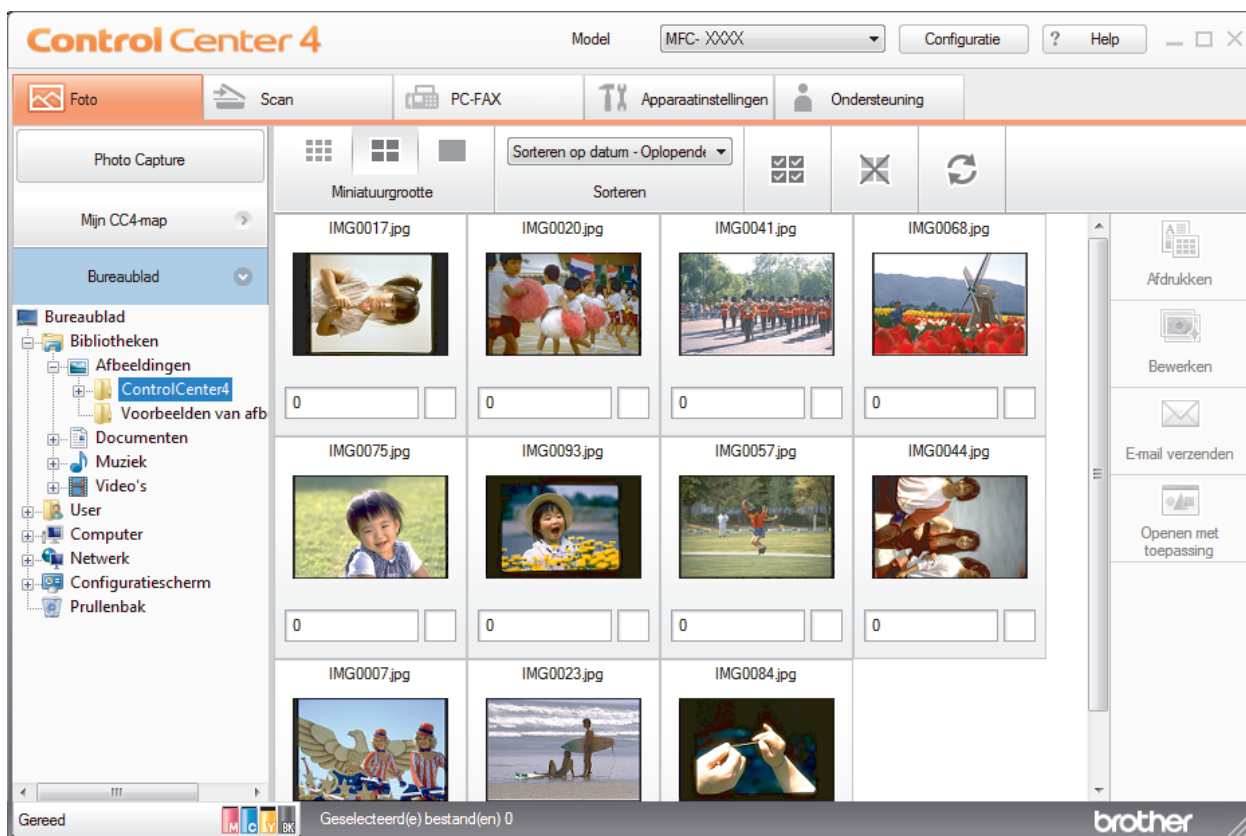 Control Center 4
Model
MFC- XXXX
Configuratie
? Help
Foto
Scan
PC-FAX
Apparaatinstellingen
Ondersteuning
Photo Capture
Miniatuurgrootte
Sorteren op datum - Oplopende
Sorteren
Mijn CC4-map
Bureaublad
Bureaublad
Bibliotheken
Afbeeldingen
ControlCenter4
Voorbeelden van afb
Documenten
Muziek
Video's
User
Computer
Netwerk
Configuratiescherm
Prullenbak
IMG0017.jpg
IMG0020.jpg
IMG0041.jpg
IMG0068.jpg
0
0
0
0
IMG0075.jpg
IMG0093.jpg
IMG0057.jpg
IMG0044.jpg
0
0
0
0
IMG0007.jpg
IMG0023.jpg
IMG0084.jpg
Afdrukken
Bewerken
E-mail verzenden
Openen met
toepassing
Gereed
M C Y BK
Geselecteerd(e) bestand(en) 0
brother